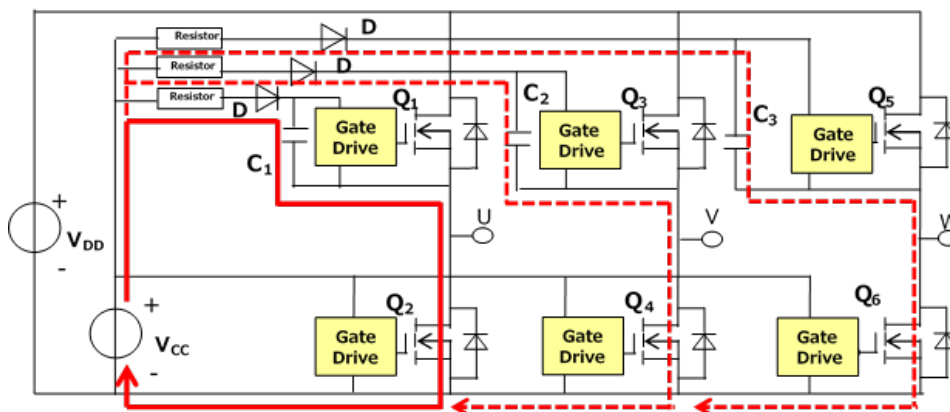 Resistor
D
Resistor
D
Resistor
D
C1
Gate Drive
Q1
C2
Gate Drive
Q3
C3
Gate Drive
Q5
+
VDD
-
U
V
W
+
VCC
-
Gate Drive
Q2
Gate Drive
Q4
Gate Drive
Q6